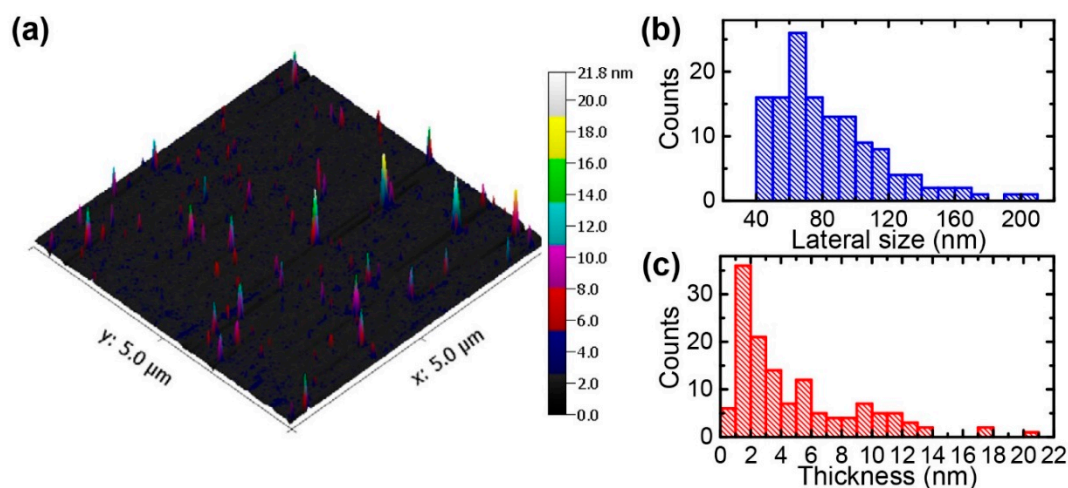 (a)
21.8 nm
20.0
18.0
16.0
14.0
12.0
10.0
8.0
6.0
4.0
2.0
0.0
y: 5.0 µm
x: 5.0 µm
(b)
Counts
20
10
0
40 80 120 160 200
Lateral size (nm)
(c)
Counts
30
20
10
0
0 2 4 6 8 10 12 14 16 18 20 22
Thickness (nm)